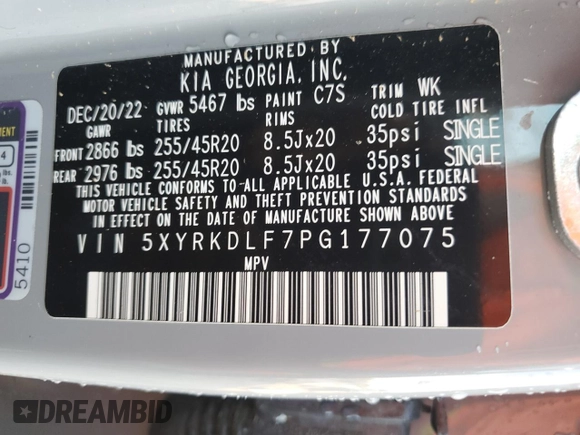 MANUFACTURED BY
KIA GEORGIA, INC.
DEC/20/22 GVWR 5467 lbs PAINT C7S TRIM WK
GAWR TIRES RIMS COLD TIRE INFL
FRONT 2866 lbs 255/45R20 8.5Jx20 35psi SINGLE
REAR 2976 lbs 255/45R20 8.5Jx20 35psi SINGLE
THIS VEHICLE CONFORMS TO ALL APPLICABLE U.S.A. FEDERAL
MOTOR VEHICLE SAFETY AND THEFT PREVENTION STANDARDS
IN EFFECT ON THE DATE OF MANUFACTURE SHOWN ABOVE.
VIN 5XYRKDLF7PG177075
MPV
5410
DREAMBID